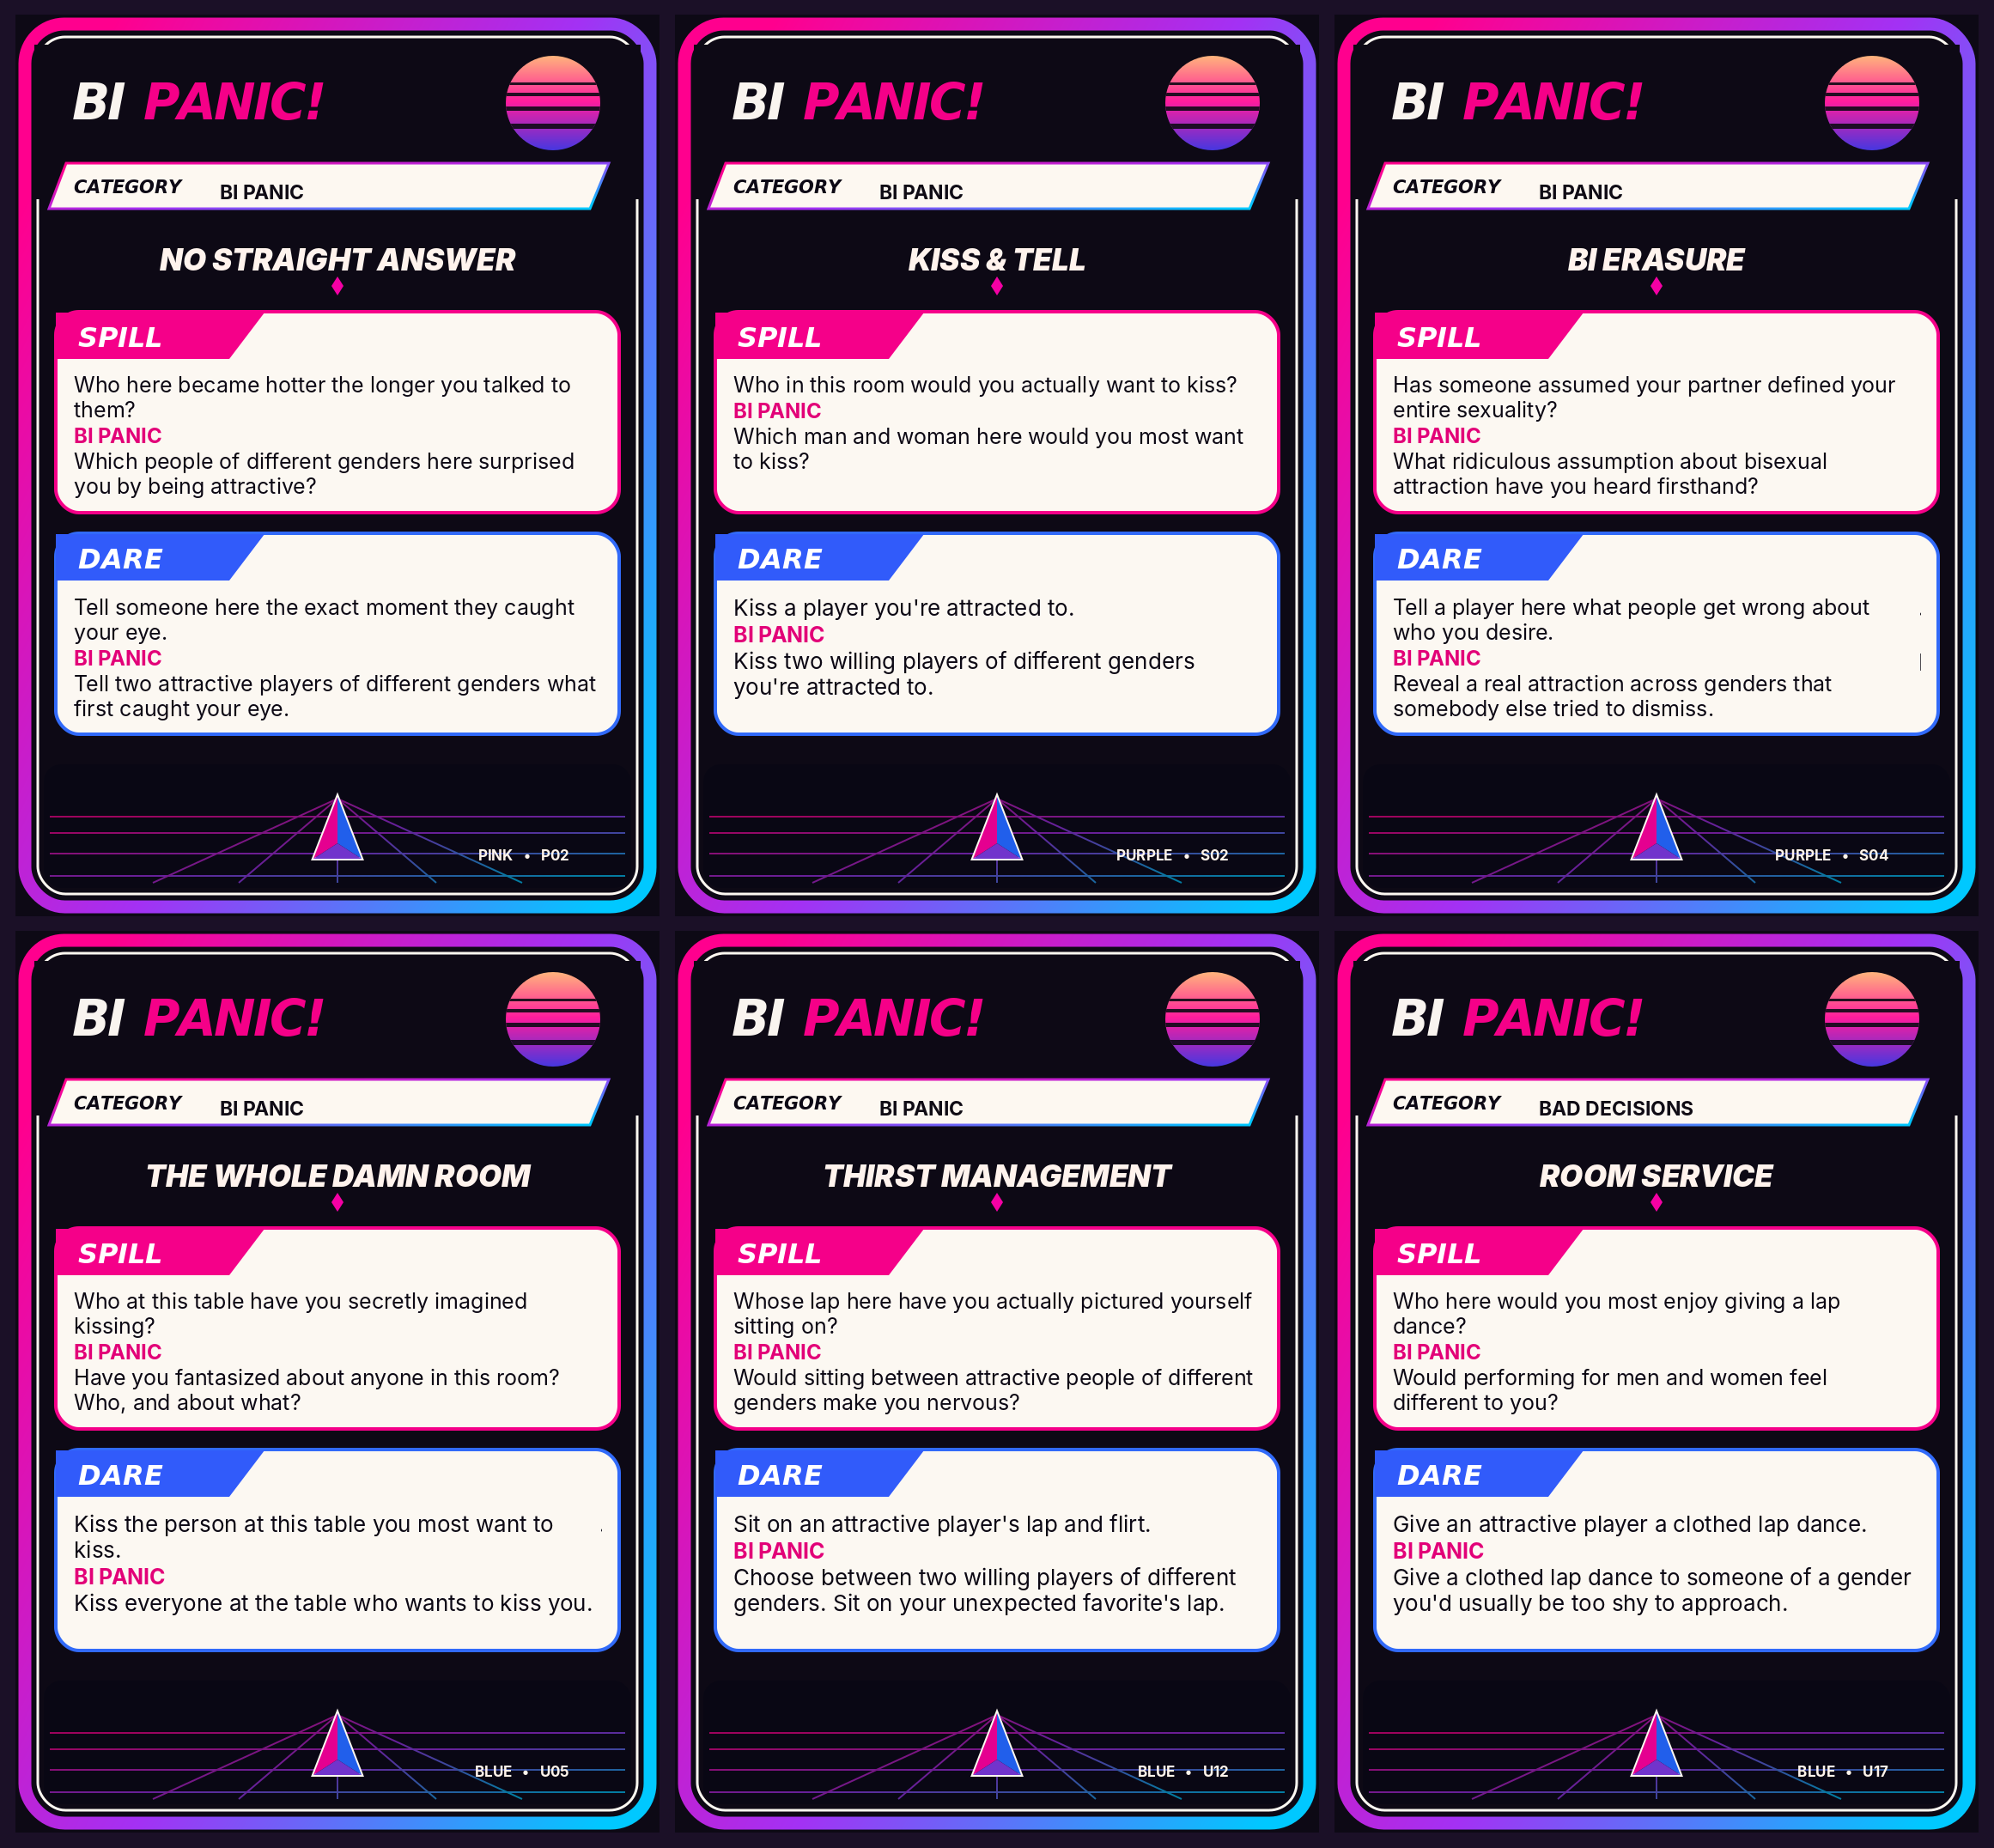 BI PANIC!
CATEGORY BI PANIC
NO STRAIGHT ANSWER
SPILL
Who here became hotter the longer you talked to
them?
BI PANIC
Which people of different genders here surprised
you by being attractive?
DARE
Tell someone here the exact moment they caught
your eye.
BI PANIC
Tell two attractive players of different genders what
first caught your eye.
PINK • P02
BI PANIC!
CATEGORY BI PANIC
KISS & TELL
SPILL
Who in this room would you actually want to kiss?
BI PANIC
Which man and woman here would you most want
to kiss?
DARE
Kiss a player you're attracted to.
BI PANIC
Kiss two willing players of different genders
you're attracted to.
PURPLE • S02
BI PANIC!
CATEGORY BI PANIC
BI ERASURE
SPILL
Has someone assumed your partner defined your
entire sexuality?
BI PANIC
What ridiculous assumption about bisexual
attraction have you heard firsthand?
DARE
Tell a player here what people get wrong about
who you desire.
BI PANIC
Reveal a real attraction across genders that
somebody else tried to dismiss.
PURPLE • S04
BI PANIC!
CATEGORY BI PANIC
THE WHOLE DAMN ROOM
SPILL
Who at this table have you secretly imagined
kissing?
BI PANIC
Have you fantasized about anyone in this room?
Who, and about what?
DARE
Kiss the person at this table you most want to
kiss.
BI PANIC
Kiss everyone at the table who wants to kiss you.
BLUE • U05
BI PANIC!
CATEGORY BI PANIC
THIRST MANAGEMENT
SPILL
Whose lap here have you actually pictured yourself
sitting on?
BI PANIC
Would sitting between attractive people of different
genders make you nervous?
DARE
Sit on an attractive player's lap and flirt.
BI PANIC
Choose between two willing players of different
genders. Sit on your unexpected favorite's lap.
BLUE • U12
BI PANIC!
CATEGORY BAD DECISIONS
ROOM SERVICE
SPILL
Who here would you most enjoy giving a lap
dance?
BI PANIC
Would performing for men and women feel
different to you?
DARE
Give an attractive player a clothed lap dance.
BI PANIC
Give a clothed lap dance to someone of a gender
you'd usually be too shy to approach.
BLUE • U17